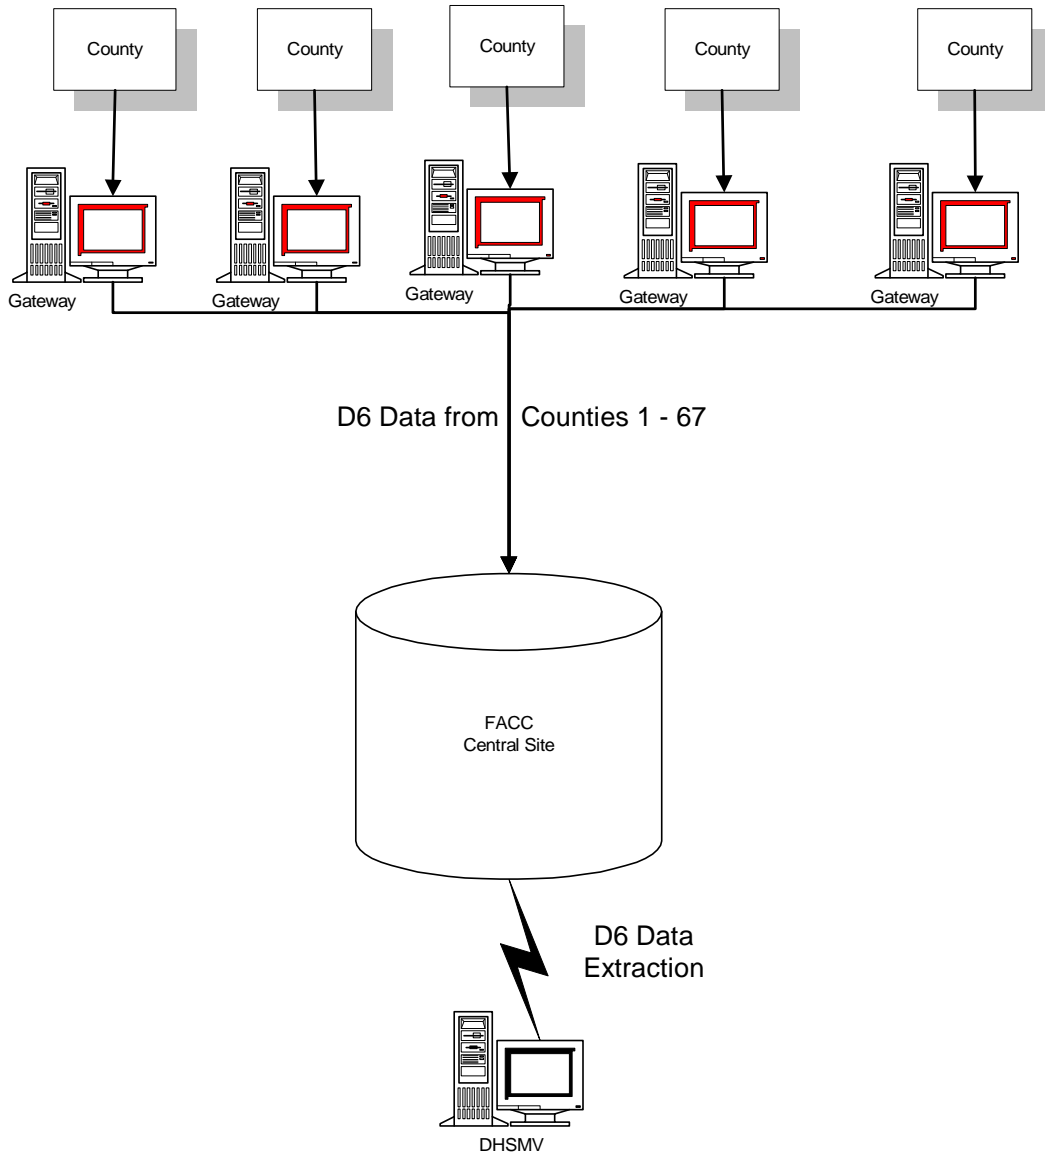 County
County
County
County
County
Gateway
Gateway
Gateway
Gateway
Gateway
D6 Data from Counties 1 - 67
FACC
Central Site
D6 Data
Extraction
DHSMV